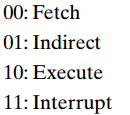 00: Fetch
01: Indirect
10: Execute
11: Interrupt